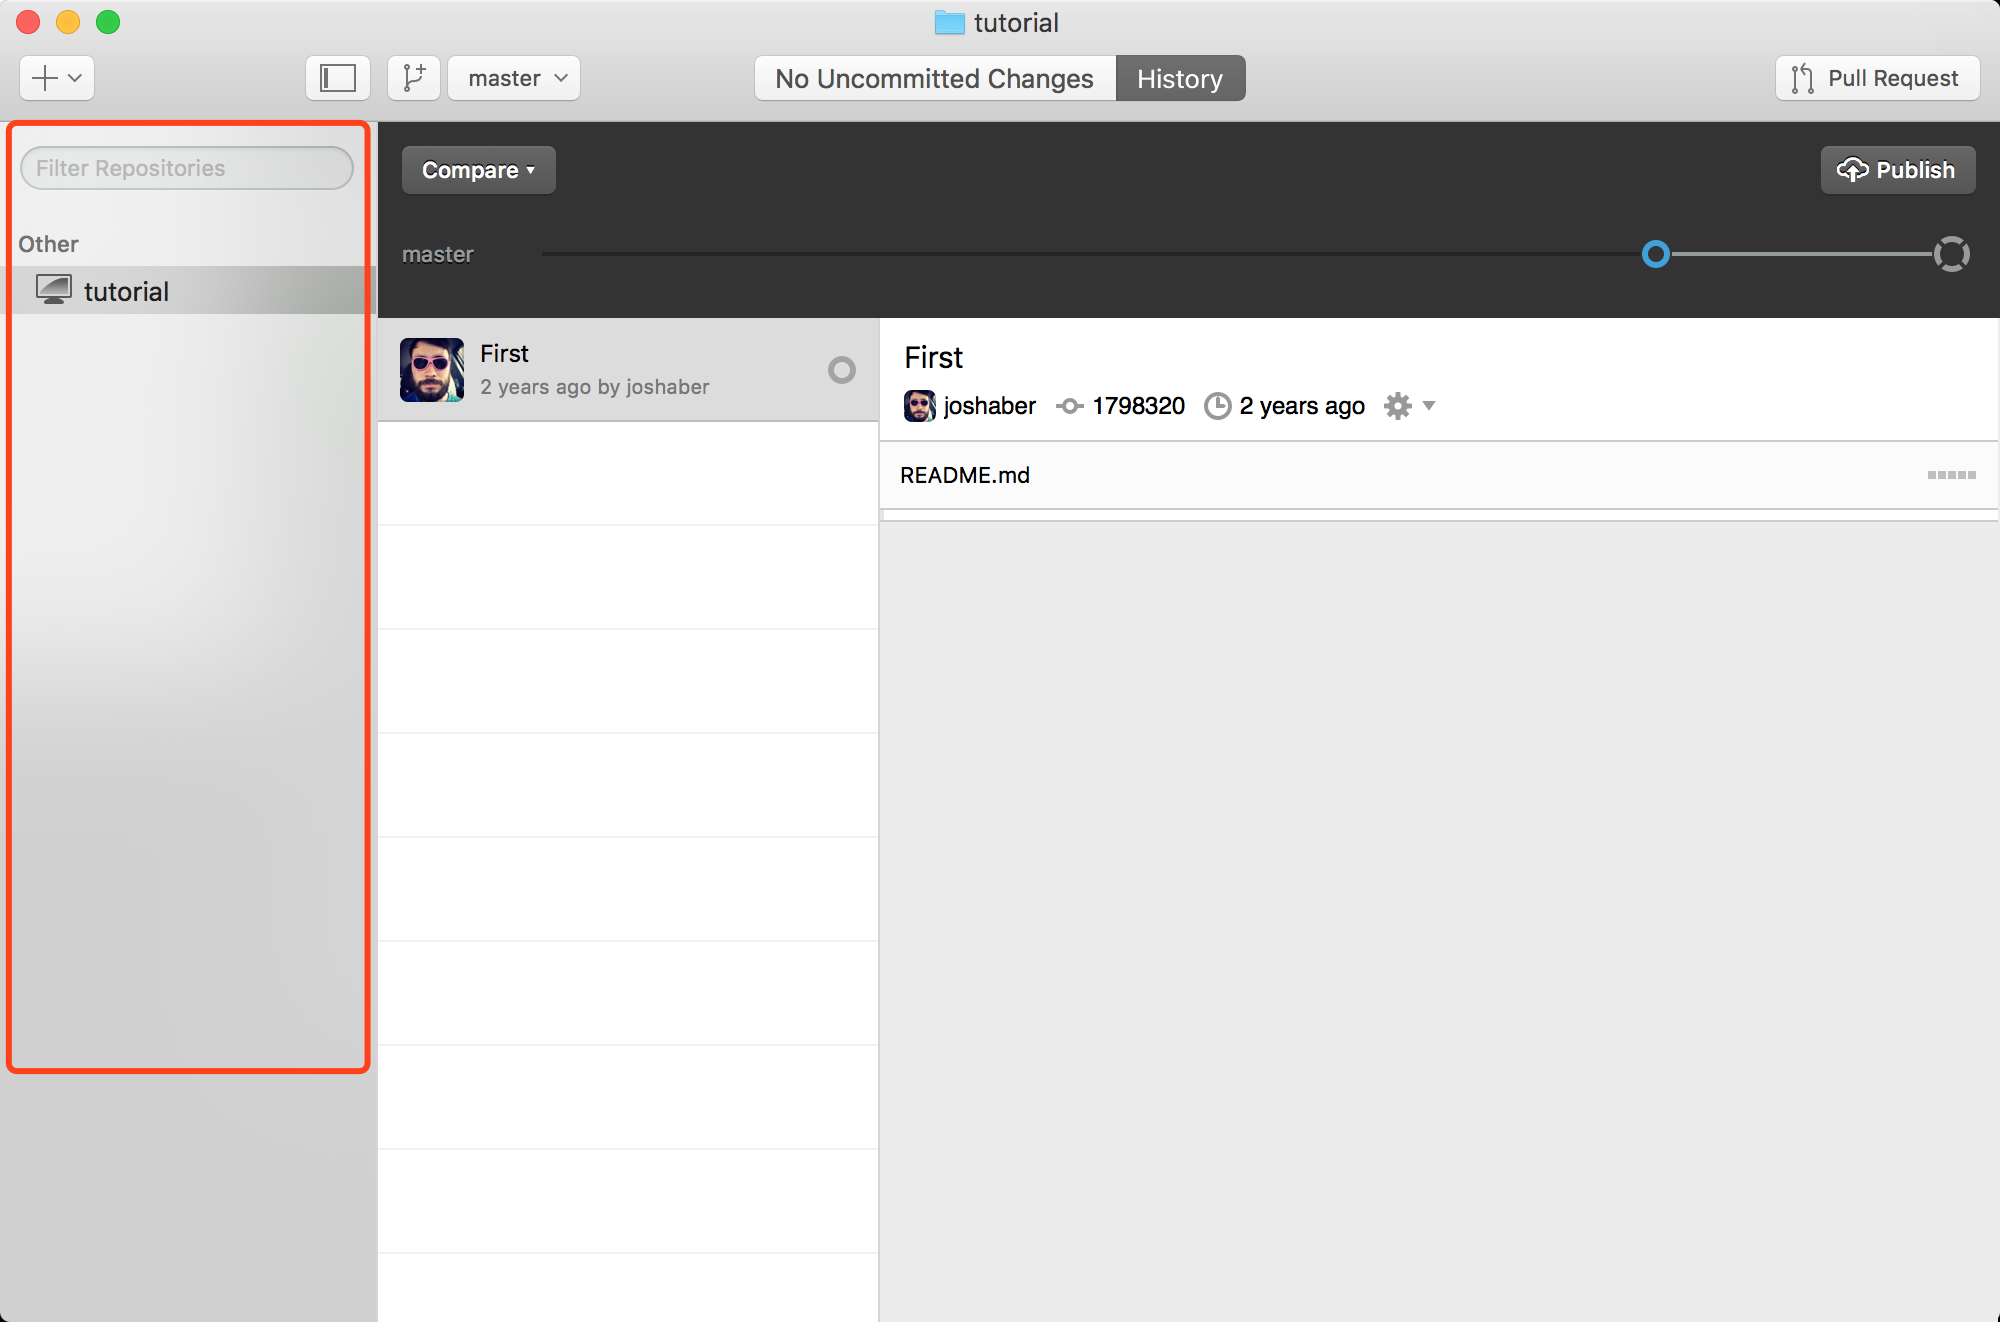 tutorial
master
No Uncommitted Changes
History
Pull Request
Filter Repositories
Other
tutorial
Compare
Publish
master
First
2 years ago by joshaber
First
joshaber
1798320
2 years ago
README.md